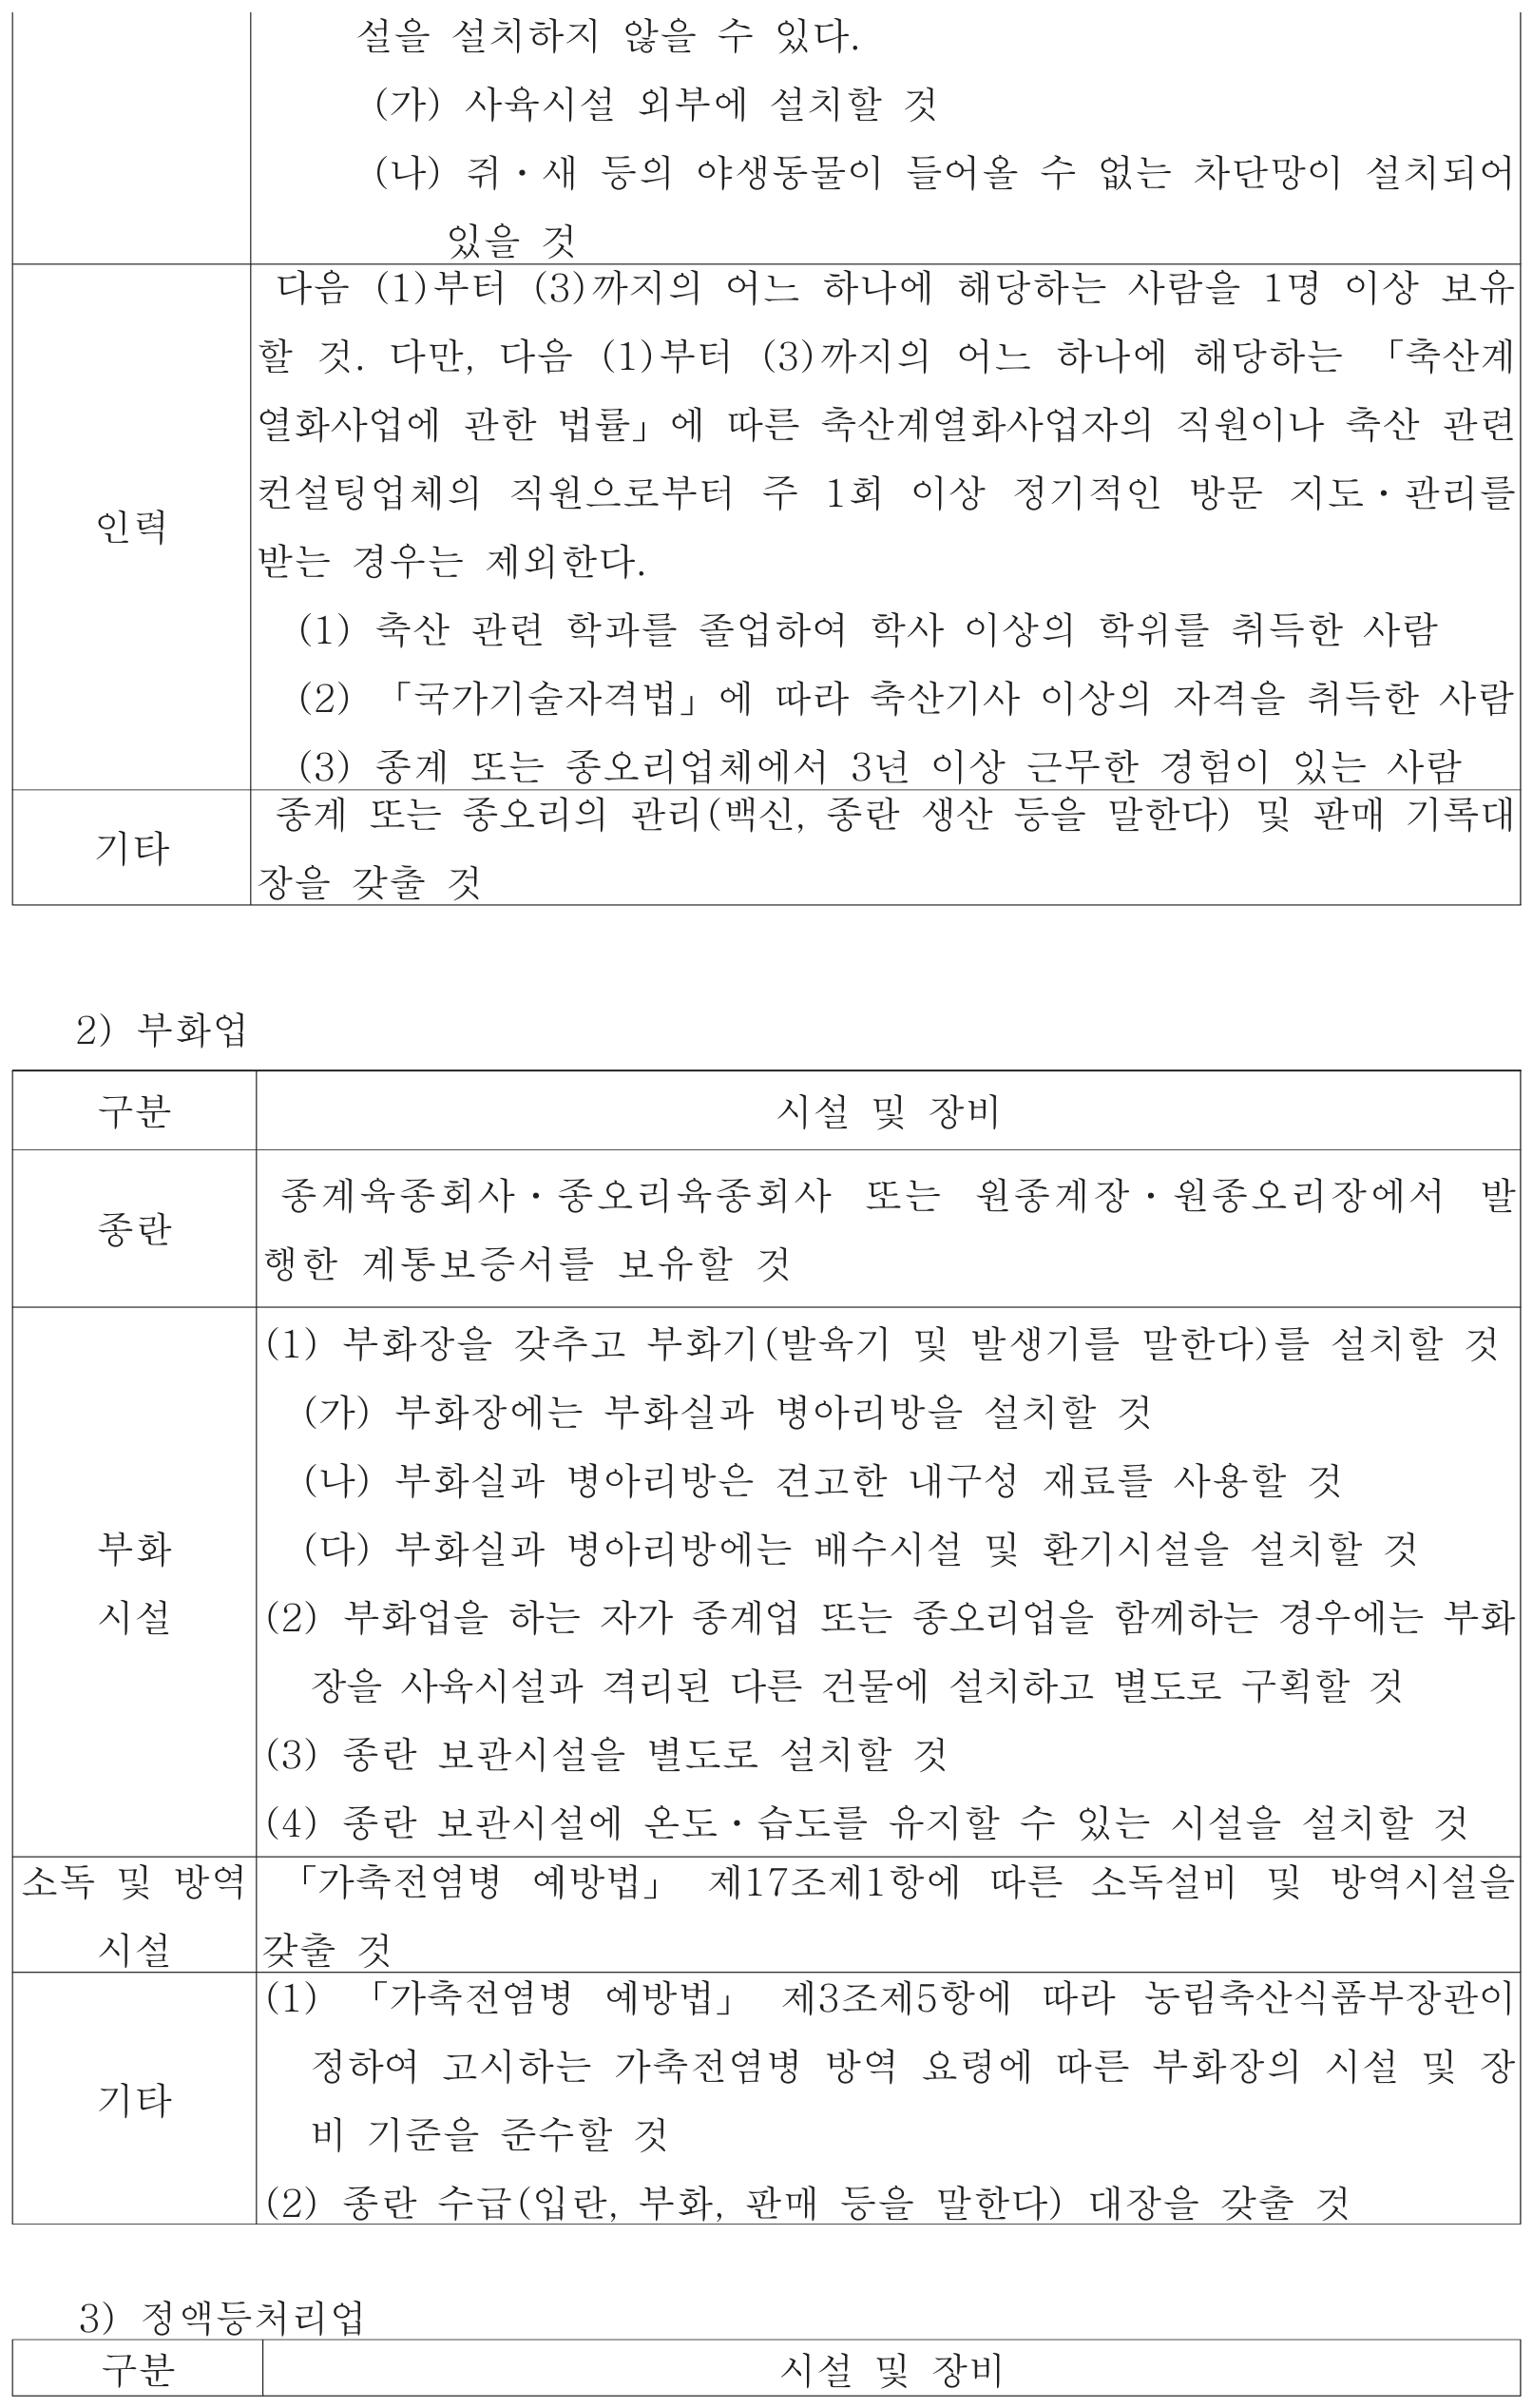 설을 설치하지 않을 수 있다.
(가) 사육시설 외부에 설치할 것
(나) 쥐·새 등의 야생동물이 들어올 수 없는 차단망이 설치되어
있을 것
인력
다음 (1)부터 (3)까지의 어느 하나에 해당하는 사람을 1명 이상 보유
할 것. 다만, 다음 (1)부터 (3)까지의 어느 하나에 해당하는 「축산계
열화사업에 관한 법률」에 따른 축산계열화사업자의 직원이나 축산 관련
컨설팅업체의 직원으로부터 주 1회 이상 정기적인 방문 지도·관리를
받는 경우는 제외한다.
(1) 축산 관련 학과를 졸업하여 학사 이상의 학위를 취득한 사람
(2) 「국가기술자격법」에 따라 축산기사 이상의 자격을 취득한 사람
(3) 종계 또는 종오리업체에서 3년 이상 근무한 경험이 있는 사람
기타
종계 또는 종오리의 관리(백신, 종란 생산 등을 말한다) 및 판매 기록대
장을 갖출 것
2) 부화업
구분
시설 및 장비
종란
종계육종회사·종오리육종회사 또는 원종계장·원종오리장에서 발
행한 계통보증서를 보유할 것
부화
시설
(1) 부화장을 갖추고 부화기(발육기 및 발생기를 말한다)를 설치할 것
(가) 부화장에는 부화실과 병아리방을 설치할 것
(나) 부화실과 병아리방은 견고한 내구성 재료를 사용할 것
(다) 부화실과 병아리방에는 배수시설 및 환기시설을 설치할 것
(2) 부화업을 하는 자가 종계업 또는 종오리업을 함께하는 경우에는 부화
장을 사육시설과 격리된 다른 건물에 설치하고 별도로 구획할 것
(3) 종란 보관시설을 별도로 설치할 것
(4) 종란 보관시설에 온도·습도를 유지할 수 있는 시설을 설치할 것
소독 및 방역
시설
「가축전염병 예방법」 제17조제1항에 따른 소독설비 및 방역시설을
갖출 것
기타
(1) 「가축전염병 예방법」 제3조제5항에 따라 농림축산식품부장관이
정하여 고시하는 가축전염병 방역 요령에 따른 부화장의 시설 및 장
비 기준을 준수할 것
(2) 종란 수급(입란, 부화, 판매 등을 말한다) 대장을 갖출 것
3) 정액등처리업
구분
시설 및 장비